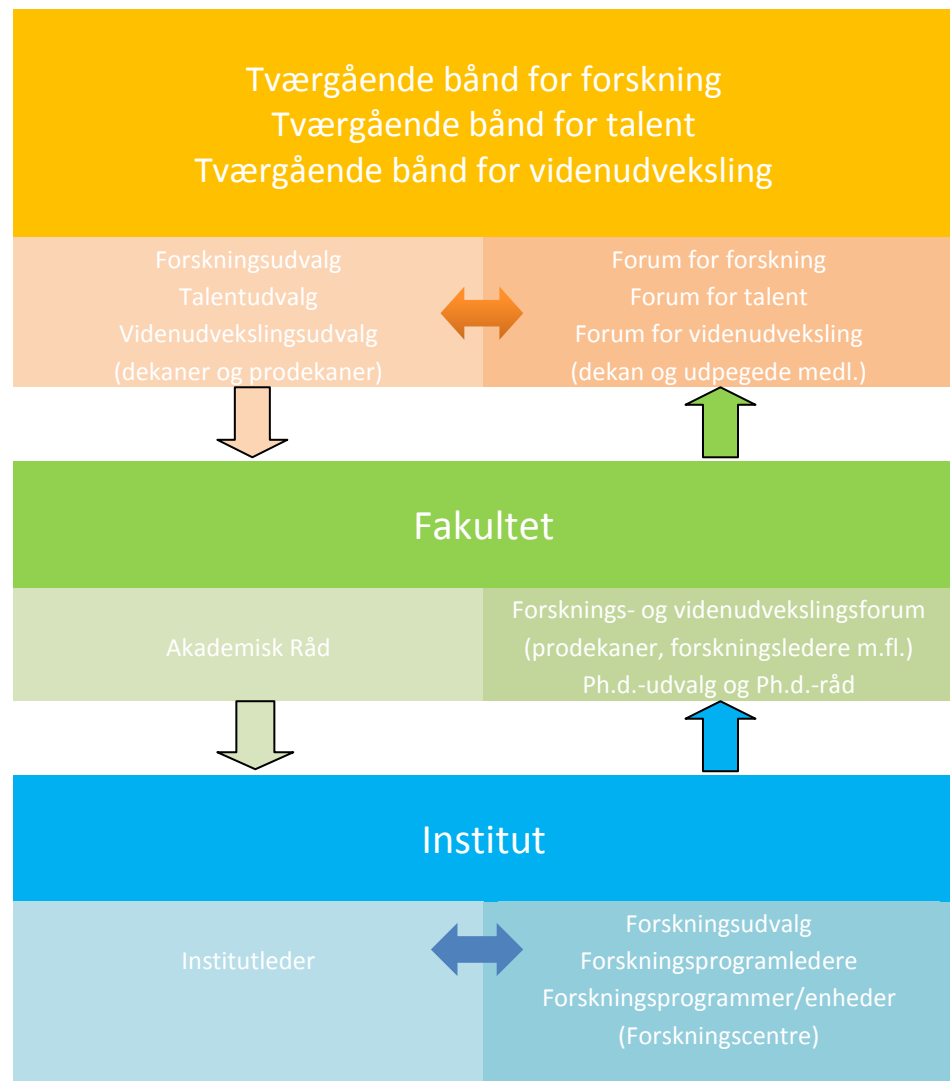 Tværgående bånd for forskning
Tværgående bånd for talent
Tværgående bånd for videnudveksling
Forskningsudvalg
Talentudvalg
Videnudvekslingsudvalg
(dekaner og prodekaner)
Forum for forskning
Forum for talent
Forum for videnudveksling
(dekan og udpegede medl.)
Fakultet
Akademisk Råd
Forsknings- og videnudvekslingsforum
(prodekaner, forskningsledere m.fl.)
Ph.d.-udvalg og Ph.d.-råd
Institut
Institutleder
Forskningsudvalg
Forskningsprogramledere
Forskningsprogrammer/enheder
(Forskningscentre)